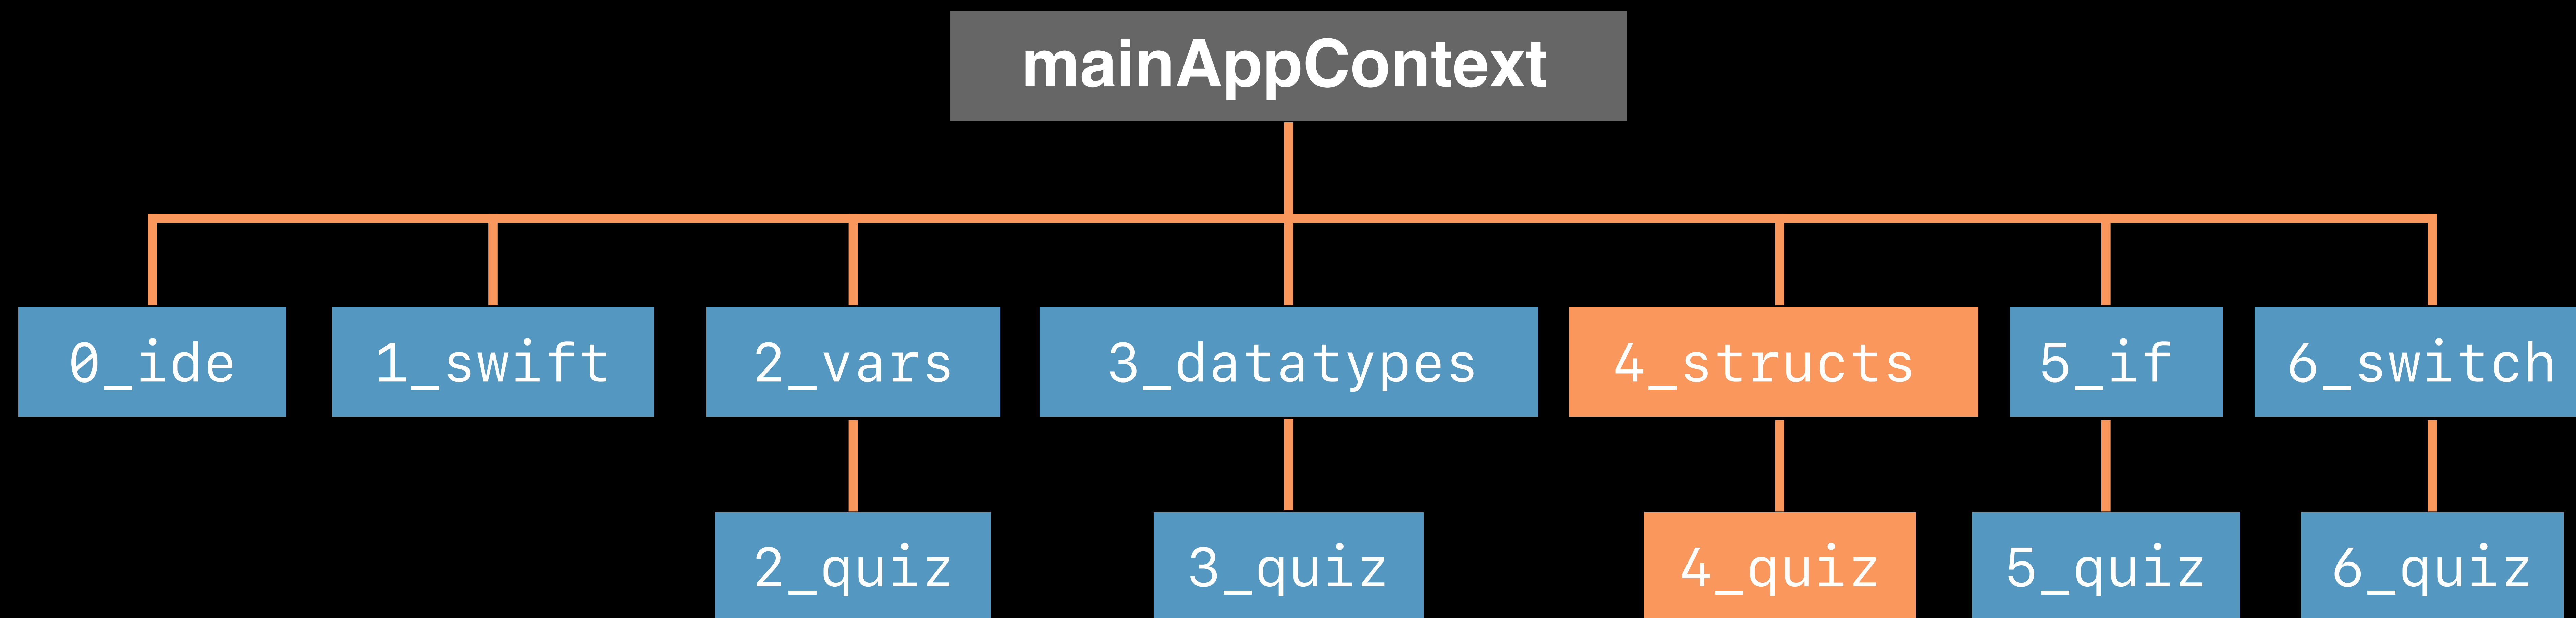 mainAppContext
0_ide
1_swift
2_vars
3_datatypes
4_structs
5_if
6_switch
2_quiz
3_quiz
4_quiz
5_quiz
6_quiz